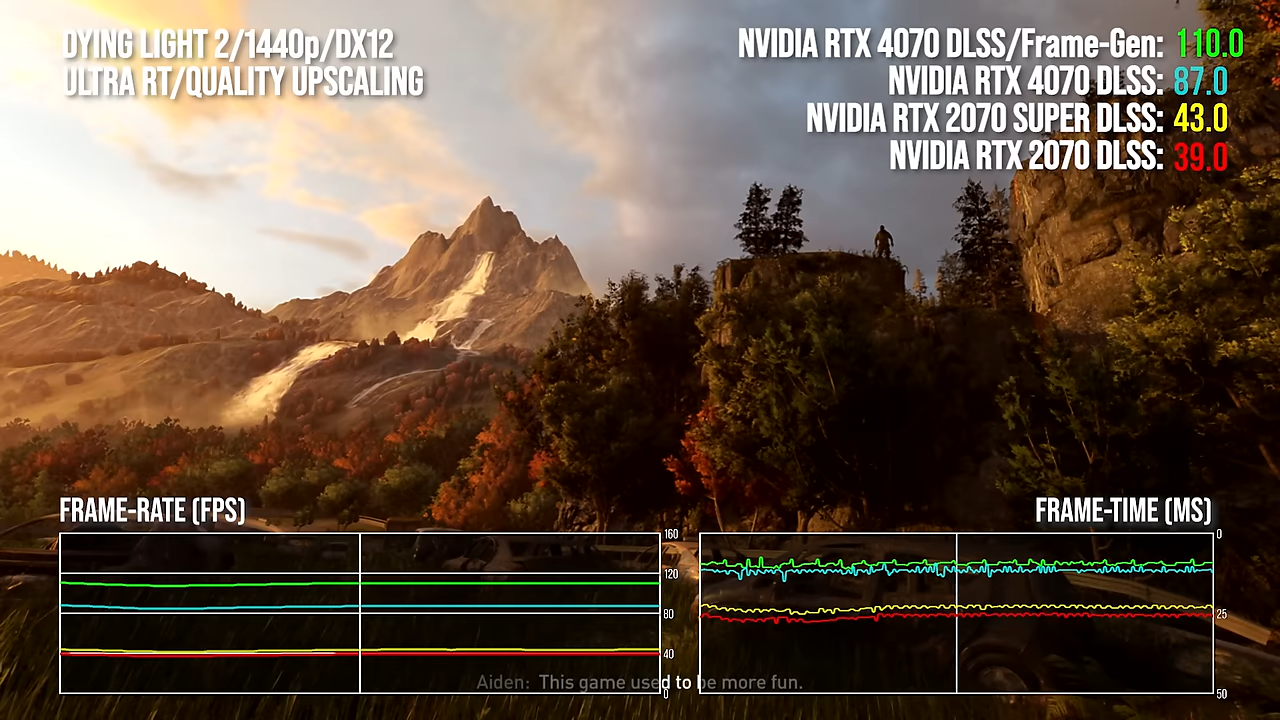 DYING LIGHT 2/1440p/DX12
ULTRA RT/QUALITY UPSCALING
NVIDIA RTX 4070 DLSS/Frame-Gen: 110.0
NVIDIA RTX 4070 DLSS: 87.0
NVIDIA RTX 2070 SUPER DLSS: 43.0
NVIDIA RTX 2070 DLSS: 39.0
FRAME-RATE (FPS)
160
120
80
40
0
FRAME-TIME (MS)
0
25
50
Aiden: This game used to be more fun.